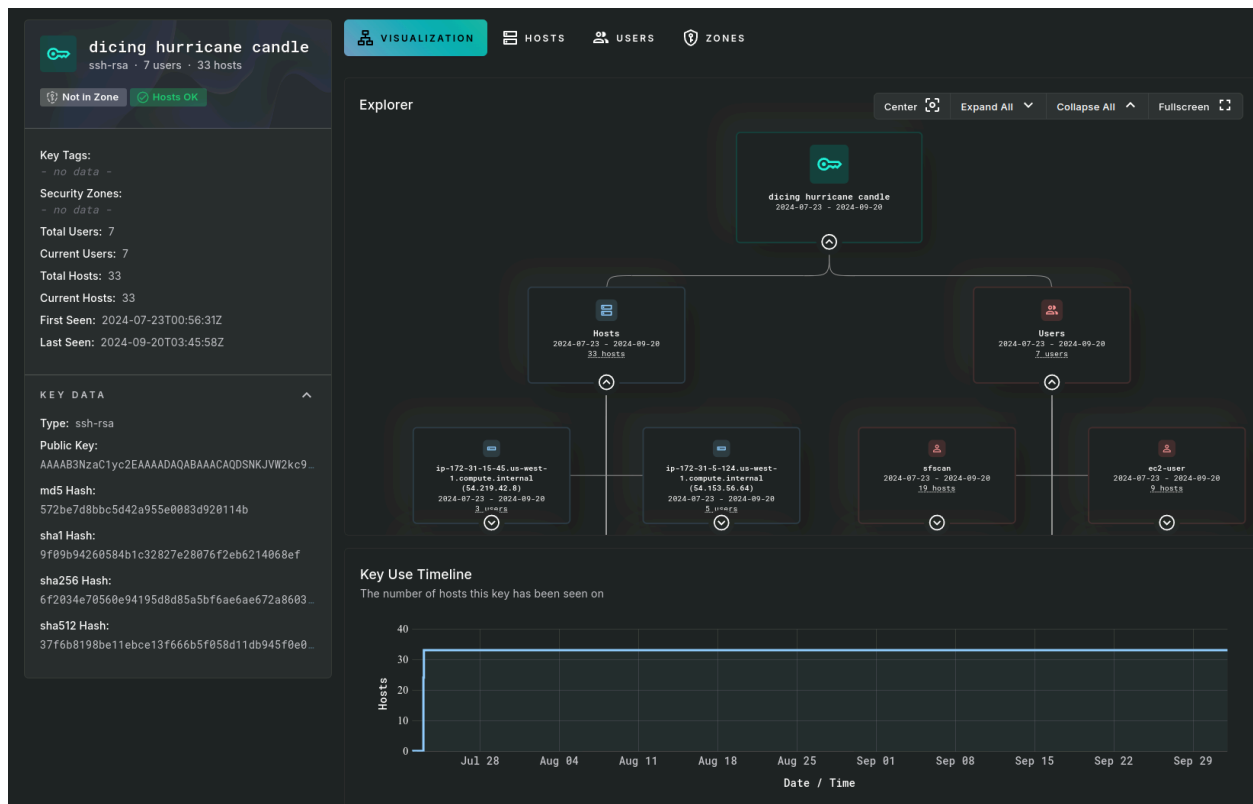 dicing hurricane candle
ssh-rsa · 7 users · 33 hosts
Not in Zone
Hosts OK
Key Tags:
- no data -
Security Zones:
- no data -
Total Users: 7
Current Users: 7
Total Hosts: 33
Current Hosts: 33
First Seen: 2024-07-23T00:56:31Z
Last Seen: 2024-09-20T03:45:58Z
KEY DATA
Type: ssh-rsa
Public Key:
AAAAB3NzaC1yc2EAAAADAQABAAACAQDSNKJVW2kc9…
md5 Hash:
572be7d8bbc5d42a955e0083d920114b
sha1 Hash:
9f09b94260584b1c32827e28076f2eb6214068ef
sha256 Hash:
6f2034e70560e94195d8d85a5bf6ae6ae672a8603…
sha512 Hash:
37f6b8198be11ebce13f666b5f058d11db945f0e0…
VISUALIZATION
HOSTS
USERS
ZONES
Explorer
Center
Expand All
Collapse All
Fullscreen
dicing hurricane candle
2024-07-23 - 2024-09-20
Hosts
2024-07-23 - 2024-09-20
33 hosts
Users
2024-07-23 - 2024-09-20
7 users
ip-172-31-15-45.us-west-
1.compute.internal
(54.219.42.8)
2024-07-23 - 2024-09-20
3 users
ip-172-31-5-124.us-west-
1.compute.internal
(54.153.56.64)
2024-07-23 - 2024-09-20
5 users
sfscan
2024-07-23 - 2024-09-20
19 hosts
ec2-user
2024-07-23 - 2024-09-20
9 hosts
Key Use Timeline
The number of hosts this key has been seen on
Hosts
40
30
20
10
0
Jul 28
Aug 04
Aug 11
Aug 18
Aug 25
Sep 01
Sep 08
Sep 15
Sep 22
Sep 29
Date / Time